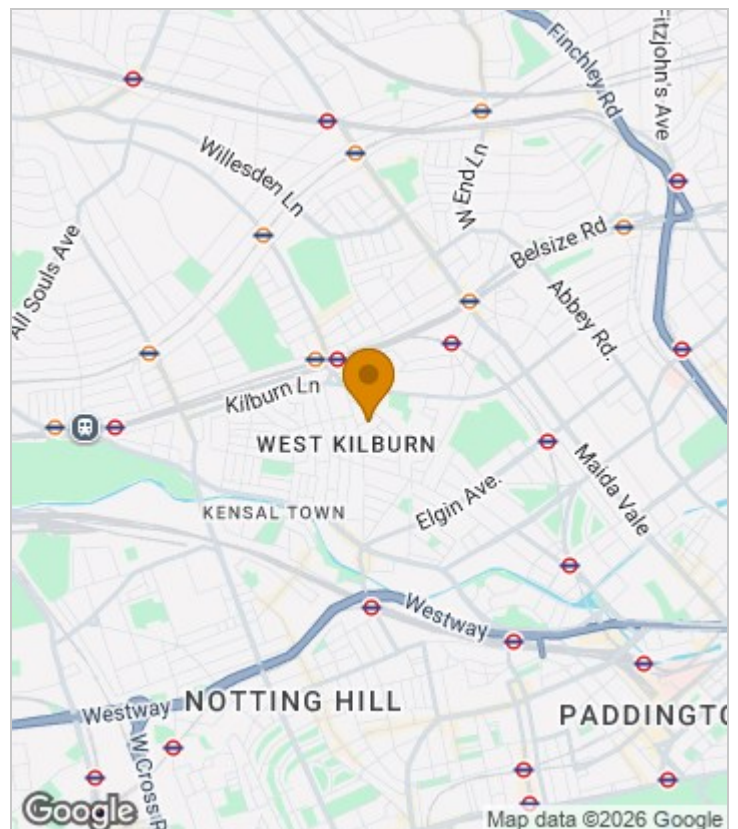 Finchley Rd
Fitzjohn's Ave
Willesden Ln
W End Ln
All Souls Ave
Belsize Rd
Abbey Rd.
Kilburn Ln
WEST KILBURN
Maida Vale
Elgin Ave.
KENSAL TOWN
Westway
NOTTING HILL
Westway
PADDINGTO
W Cross R
Google
Map data ©2026 Google